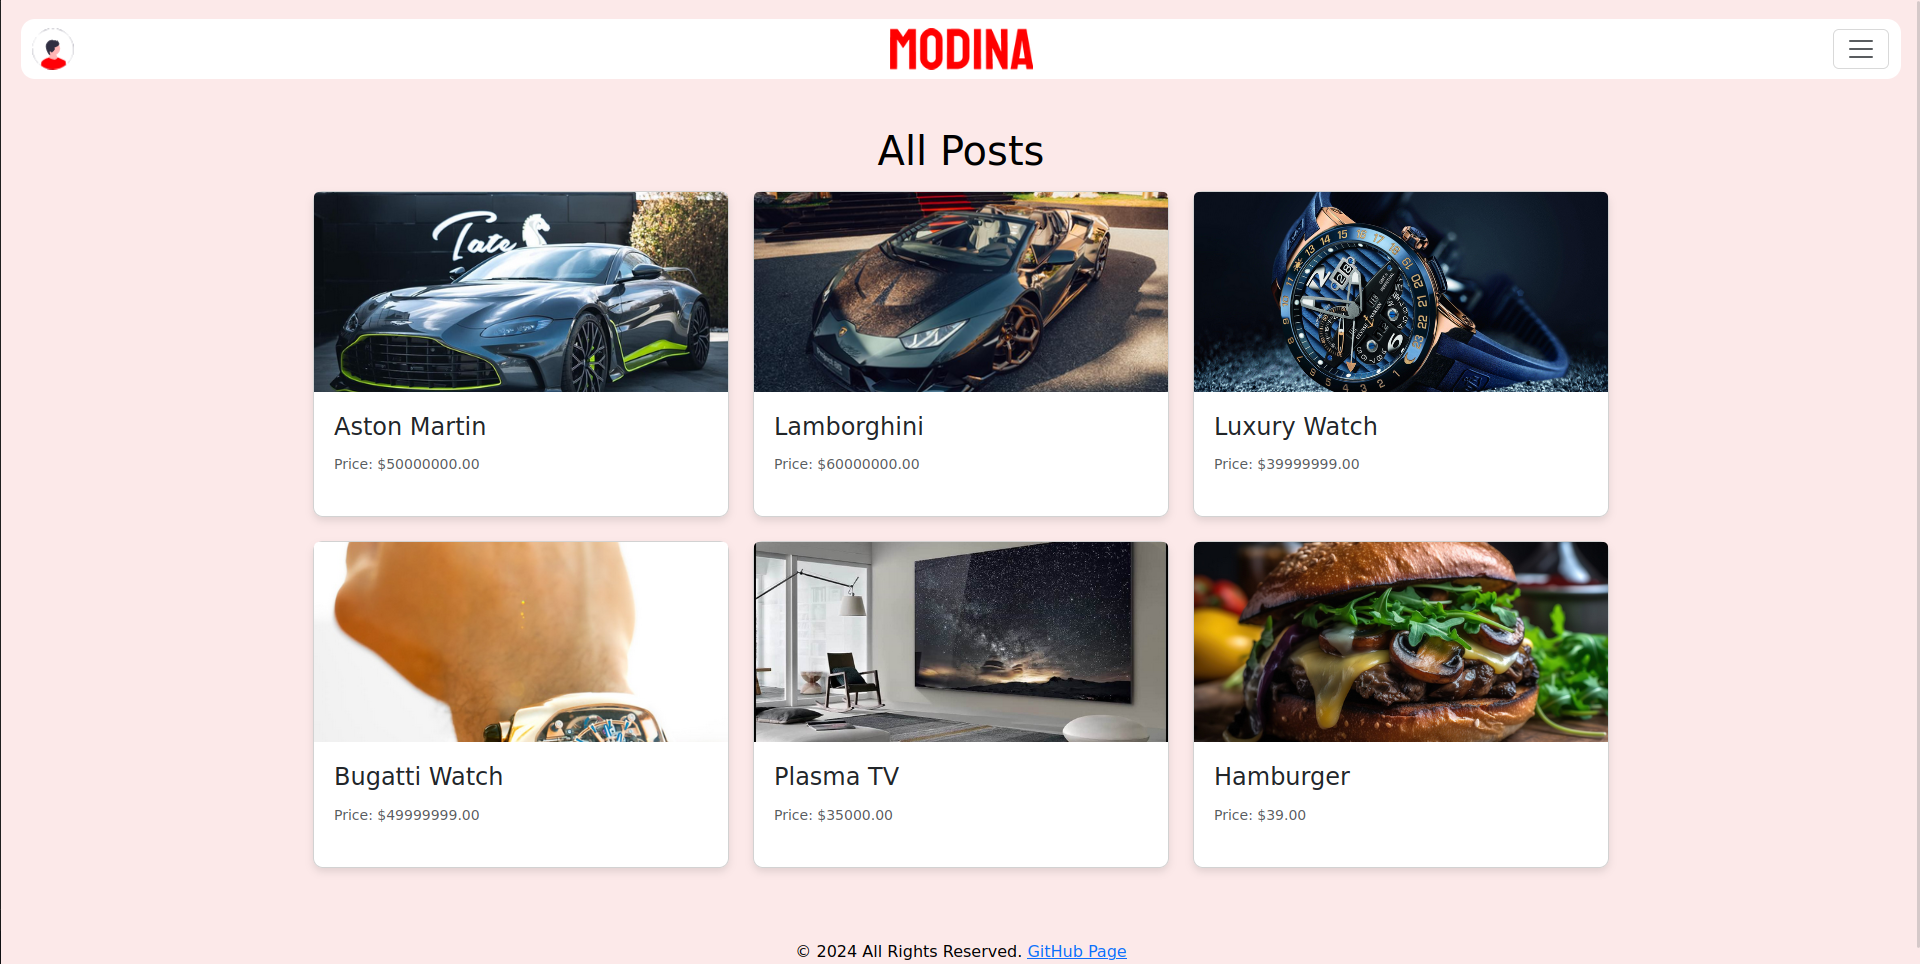 MODINA
All Posts
Tate
Aston Martin
Price: $50000000.00
Lamborghini
Price: $60000000.00
Luxury Watch
Price: $39999999.00
Bugatti Watch
Price: $49999999.00
Plasma TV
Price: $35000.00
Hamburger
Price: $39.00
© 2024 All Rights Reserved. GitHub Page